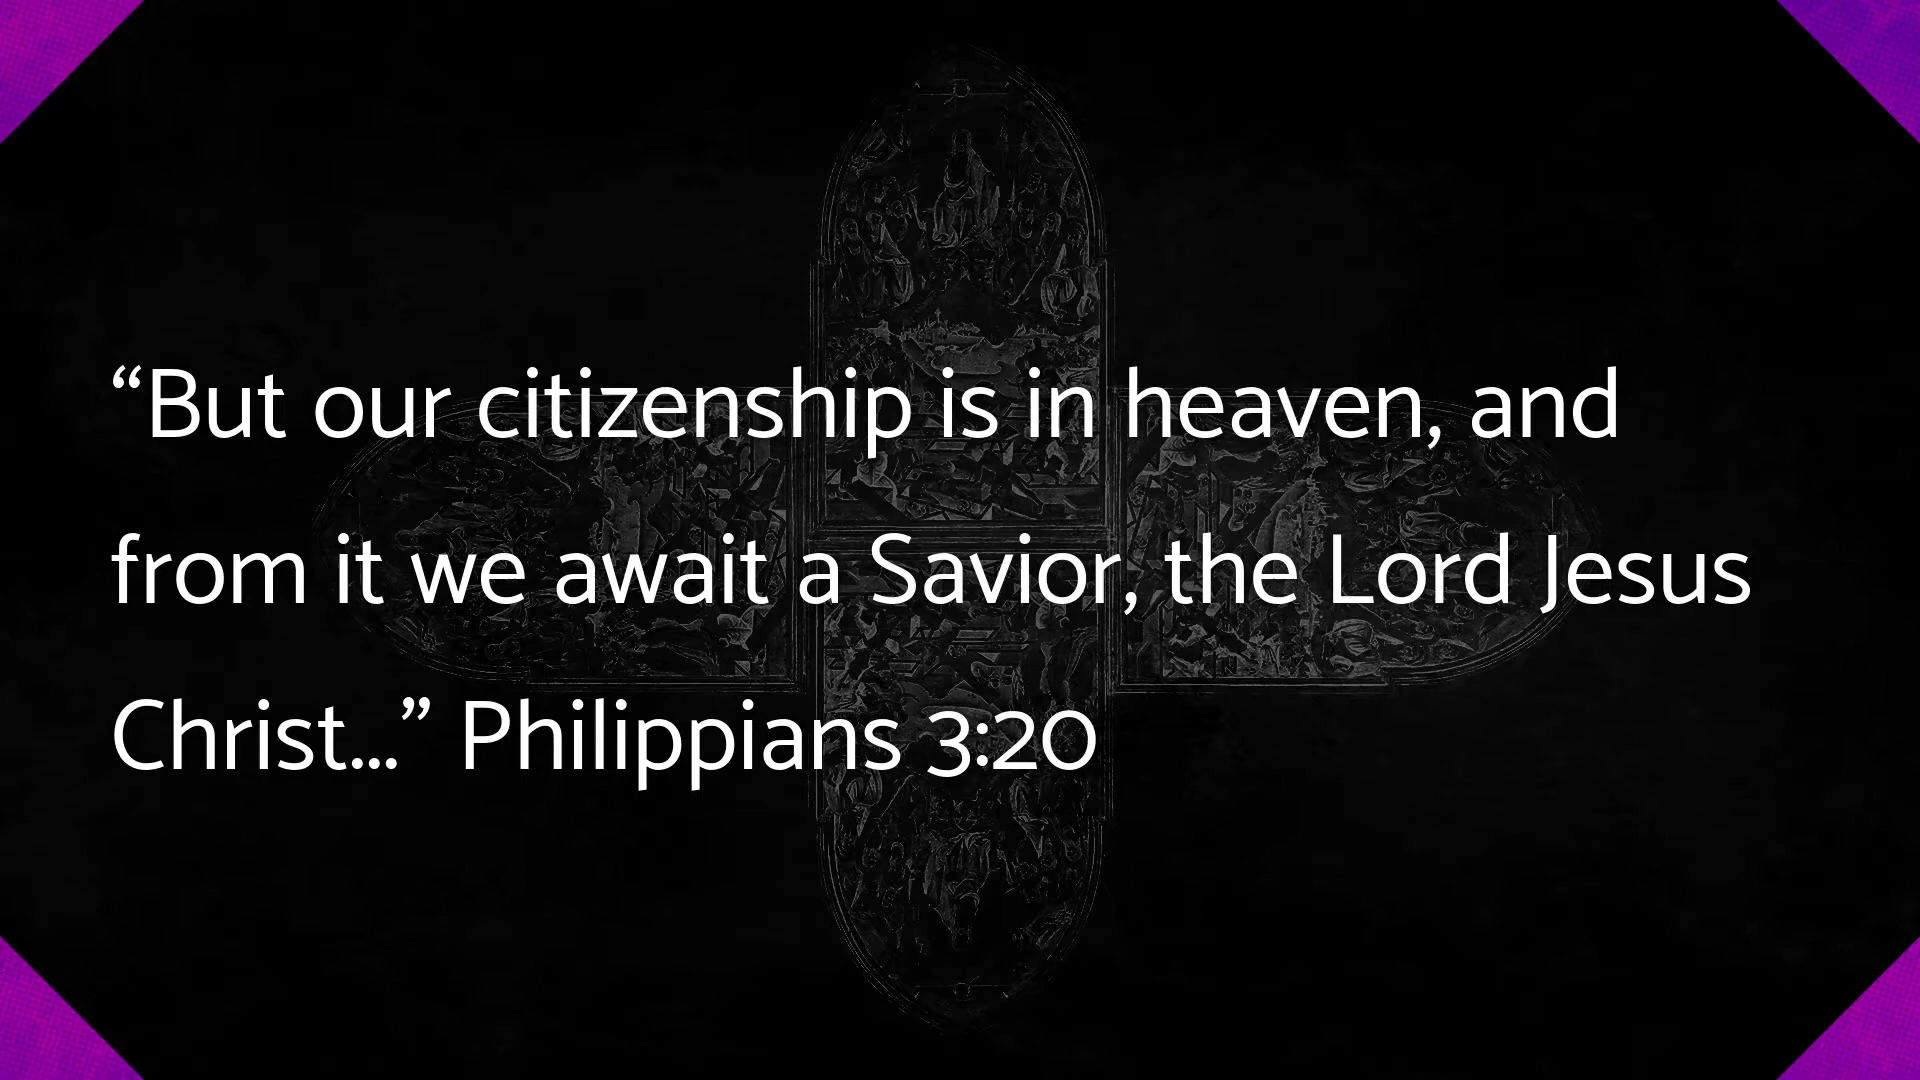 “But our citizenship is in heaven, and
from it we await a Savior, the Lord Jesus
Christ...” Philippians 3:20